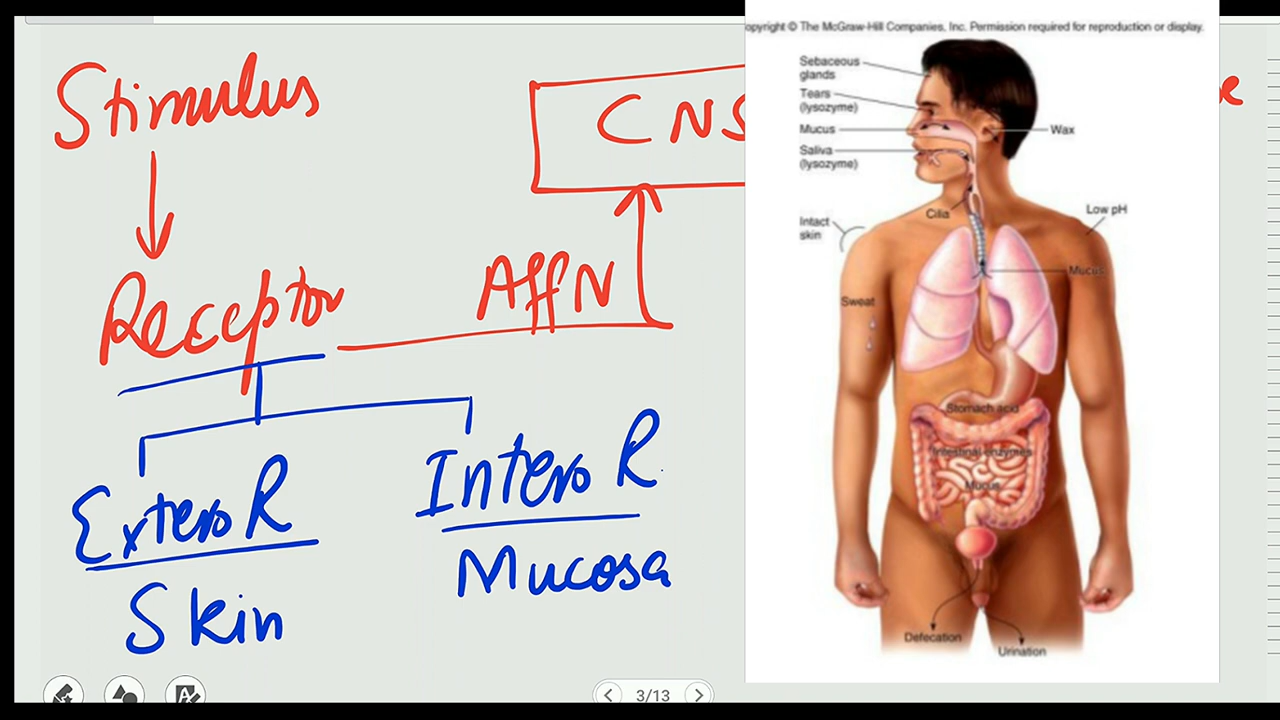 Stimulus
CNS
Receptor
Aff N
Extero R
Intero R
Skin
Mucosa
3/13
opyright © The McGraw-Hill Companies, Inc. Permission required for reproduction or display.
Sebaceous
glands
Tears
(lysozyme)
Mucus
Wax
Saliva
(lysozyme)
Cilia
Low pH
Intact
skin
Mucus
Sweat
Stomach acid
Intestinal enzymes
Mucus
Defecation
Urination